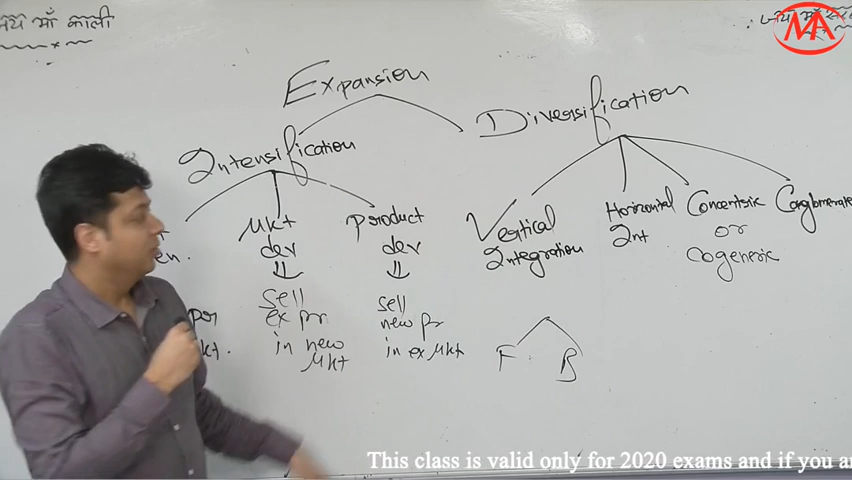 जय माँ काली
MA
Expansion
Intensification
Diversification
Mkt
dev
sell
ex pr
in new
Mkt
Product
dev
sell
new pr
in ex Mkt
Vertical
Integration
F
B
Horizontal
Int
Concentric
or
Cogeneric
Conglomerate
This class is valid only for 2020 exams and if you ar